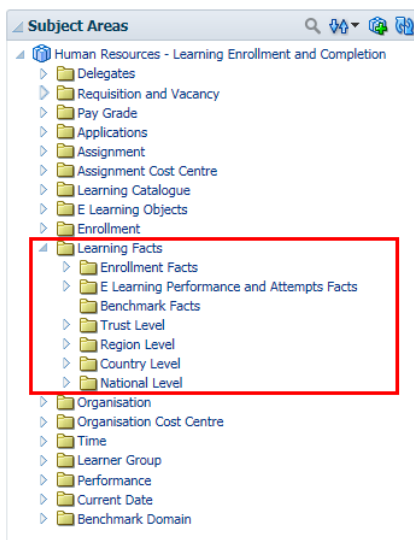 Subject Areas
Human Resources - Learning Enrollment and Completion
Delegates
Requisition and Vacancy
Pay Grade
Applications
Assignment
Assignment Cost Centre
Learning Catalogue
E Learning Objects
Enrollment
Learning Facts
Enrollment Facts
E Learning Performance and Attempts Facts
Benchmark Facts
Trust Level
Region Level
Country Level
National Level
Organisation
Organisation Cost Centre
Time
Learner Group
Performance
Current Date
Benchmark Domain